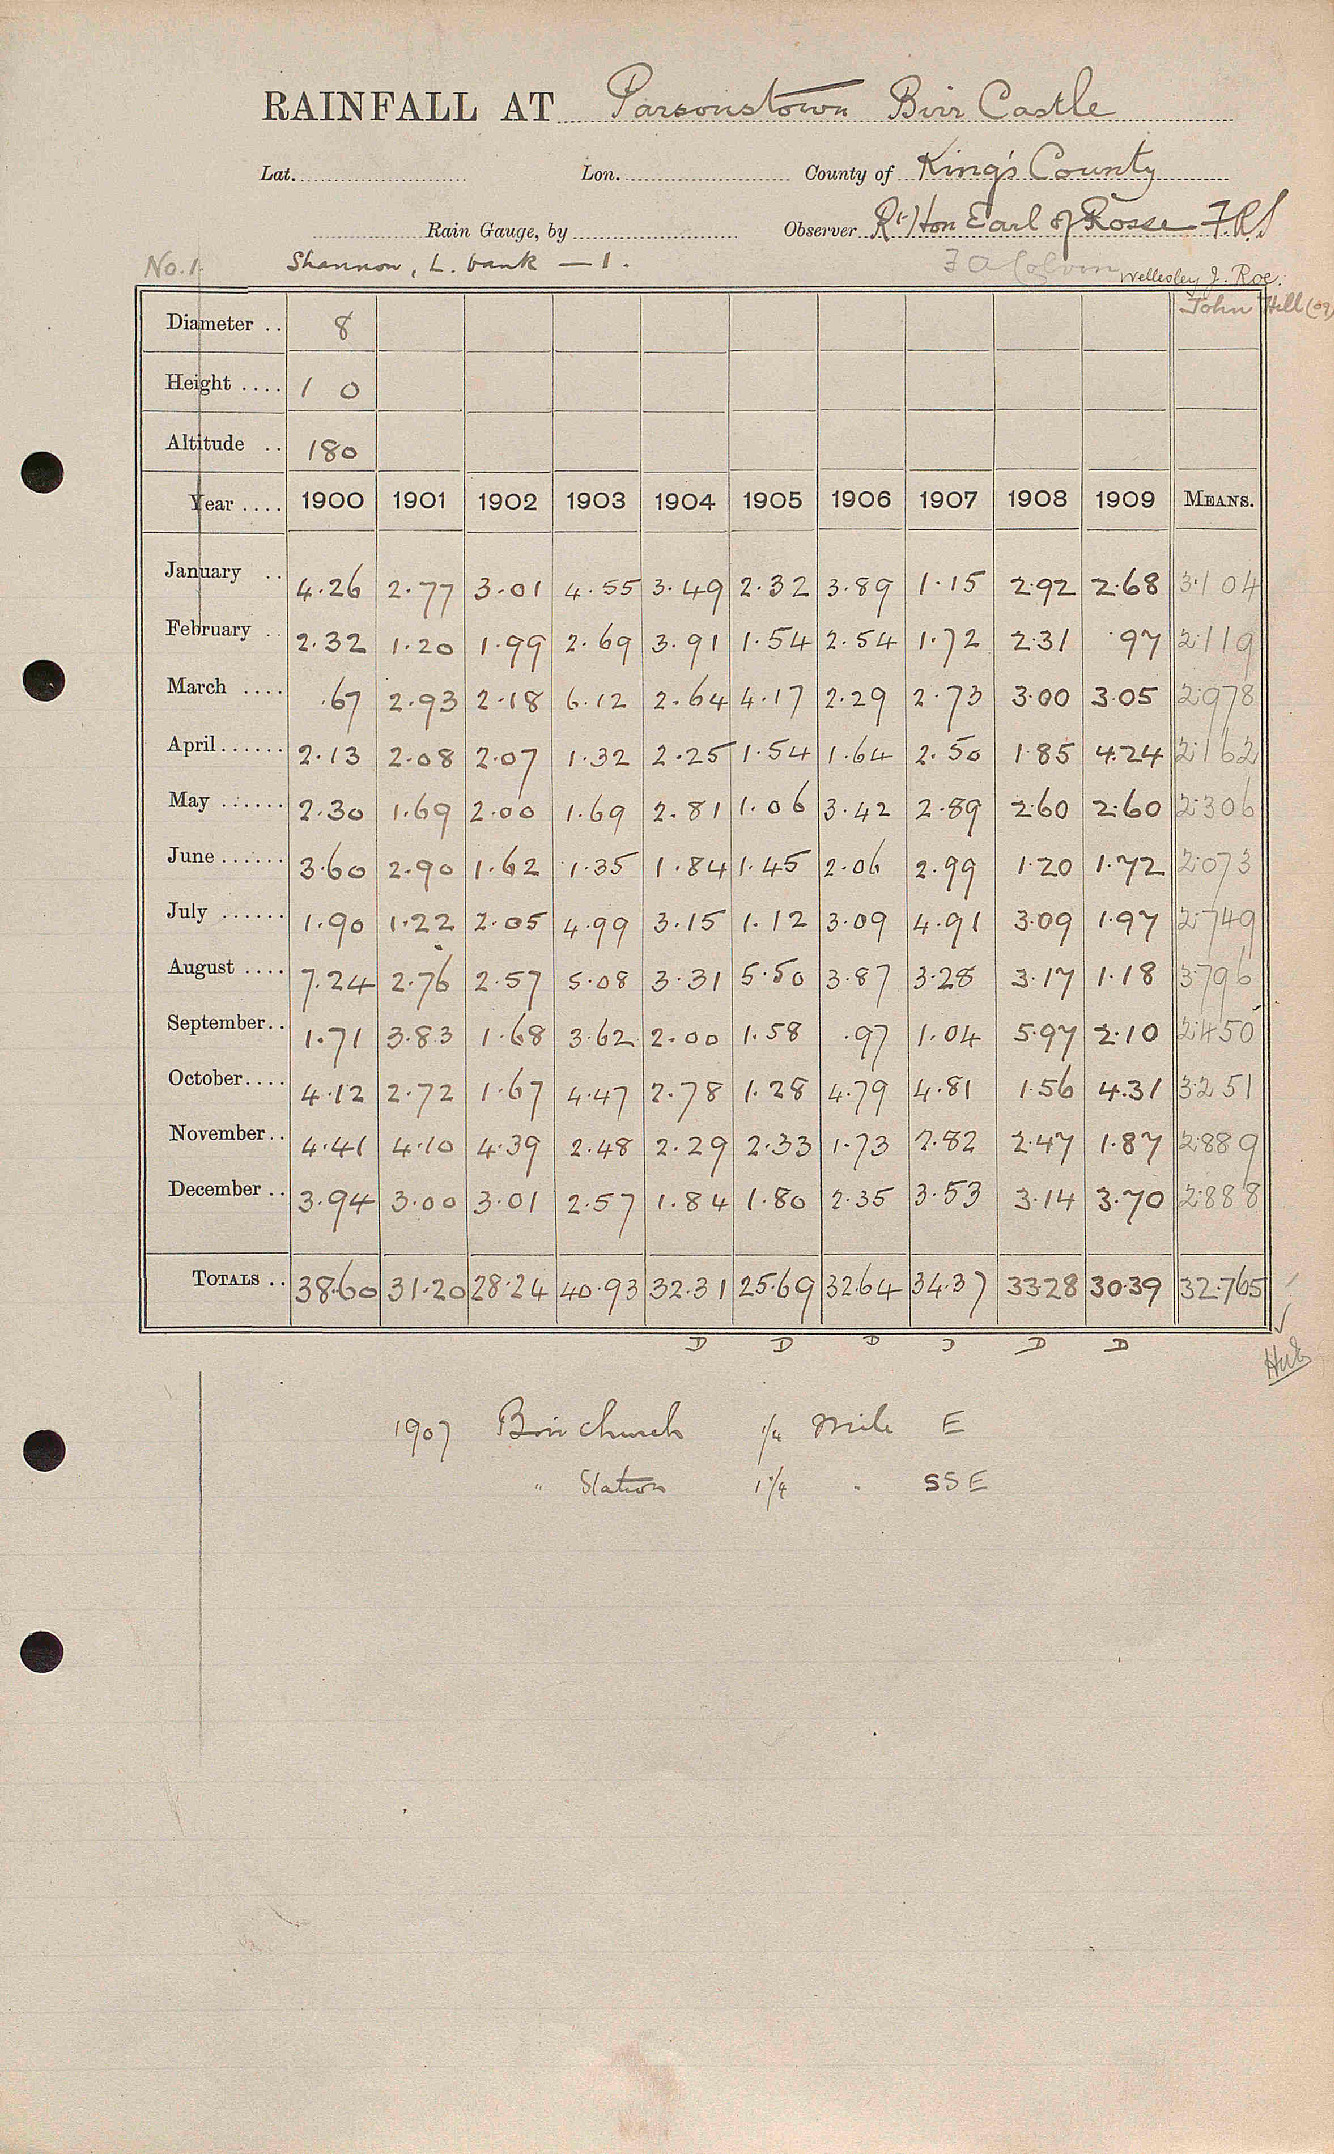 RAINFALL AT Parsonstown Birr Castle
Lat. Lon. County of King's County
Rain Gauge, by Observer Rt Hon Earl of Rosse F.R.S
No. 1 Shannon, L. bank — 1. F A Colvin Wellesley J. Roe.
John Hill (09)
Diameter .. 8
Height .... 1 0
Altitude .. 180
Year .... 1900 1901 1902 1903 1904 1905 1906 1907 1908 1909 MEANS.
January .. 4.26 2.77 3.01 4.55 3.49 2.32 3.89 1.15 2.92 2.68 3.104
February .. 2.32 1.20 1.99 2.69 3.91 1.54 2.54 1.72 2.31 .97 2.119
March .... .67 2.93 2.18 6.12 2.64 4.17 2.29 2.73 3.00 3.05 2.978
April ...... 2.13 2.08 2.07 1.32 2.25 1.54 1.64 2.50 1.85 4.24 2.162
May ...... 2.30 1.69 2.00 1.69 2.81 1.06 3.42 2.89 2.60 2.60 2.306
June ...... 3.60 2.90 1.62 1.35 1.84 1.45 2.06 2.99 1.20 1.72 2.073
July ...... 1.90 1.22 2.05 4.99 3.15 1.12 3.09 4.91 3.09 1.97 2.749
August .... 7.24 2.76 2.57 5.08 3.31 5.50 3.87 3.28 3.17 1.18 3.796
September.. 1.71 3.83 1.68 3.62 2.00 1.58 .97 1.04 5.97 2.10 2.450
October.... 4.12 2.72 1.67 4.47 2.78 1.28 4.79 4.81 1.56 4.31 3.251
November.. 4.41 4.10 4.39 2.48 2.29 2.33 1.73 2.82 2.47 1.87 2.889
December .. 3.94 3.00 3.01 2.57 1.84 1.80 2.35 3.53 3.14 3.70 2.888
TOTALS .. 38.60 31.20 28.24 40.93 32.31 25.69 32.64 34.37 33.28 30.39 32.765
D D D D D D
1907 Birr Church 1/4 Mile E
" Station 1 1/4 " SSE